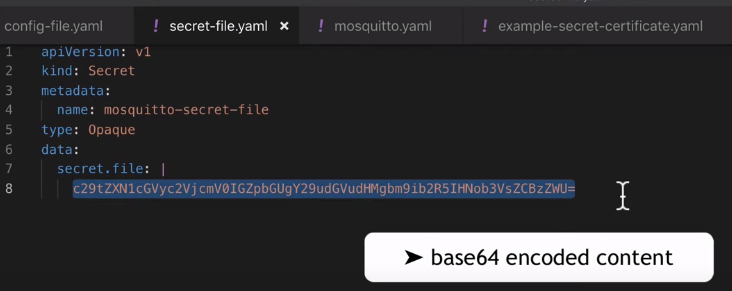 config-file.yaml ! secret-file.yaml × ! mosquitto.yaml ! example-secret-certificate.yaml
1 apiVersion: v1
2 kind: Secret
3 metadata:
4 name: mosquitto-secret-file
5 type: Opaque
6 data:
7 secret.file: |
8 c29tZXN1cGVyc2VjcmV0IGZpbGUgY29udGVudHMgbm9ib2R5IHNob3VsZCBzZWU=
➤ base64 encoded content